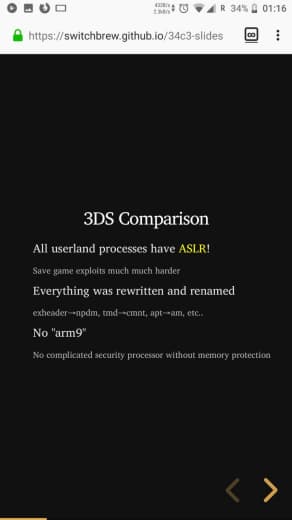 R 34% 01:16
https://switchbrew.github.io/34c3-slides
3DS Comparison
All userland processes have ASLR!
Save game exploits much much harder
Everything was rewritten and renamed
exheader→npdm, tmd→cmnt, apt→am, etc..
No "arm9"
No complicated security processor without memory protection